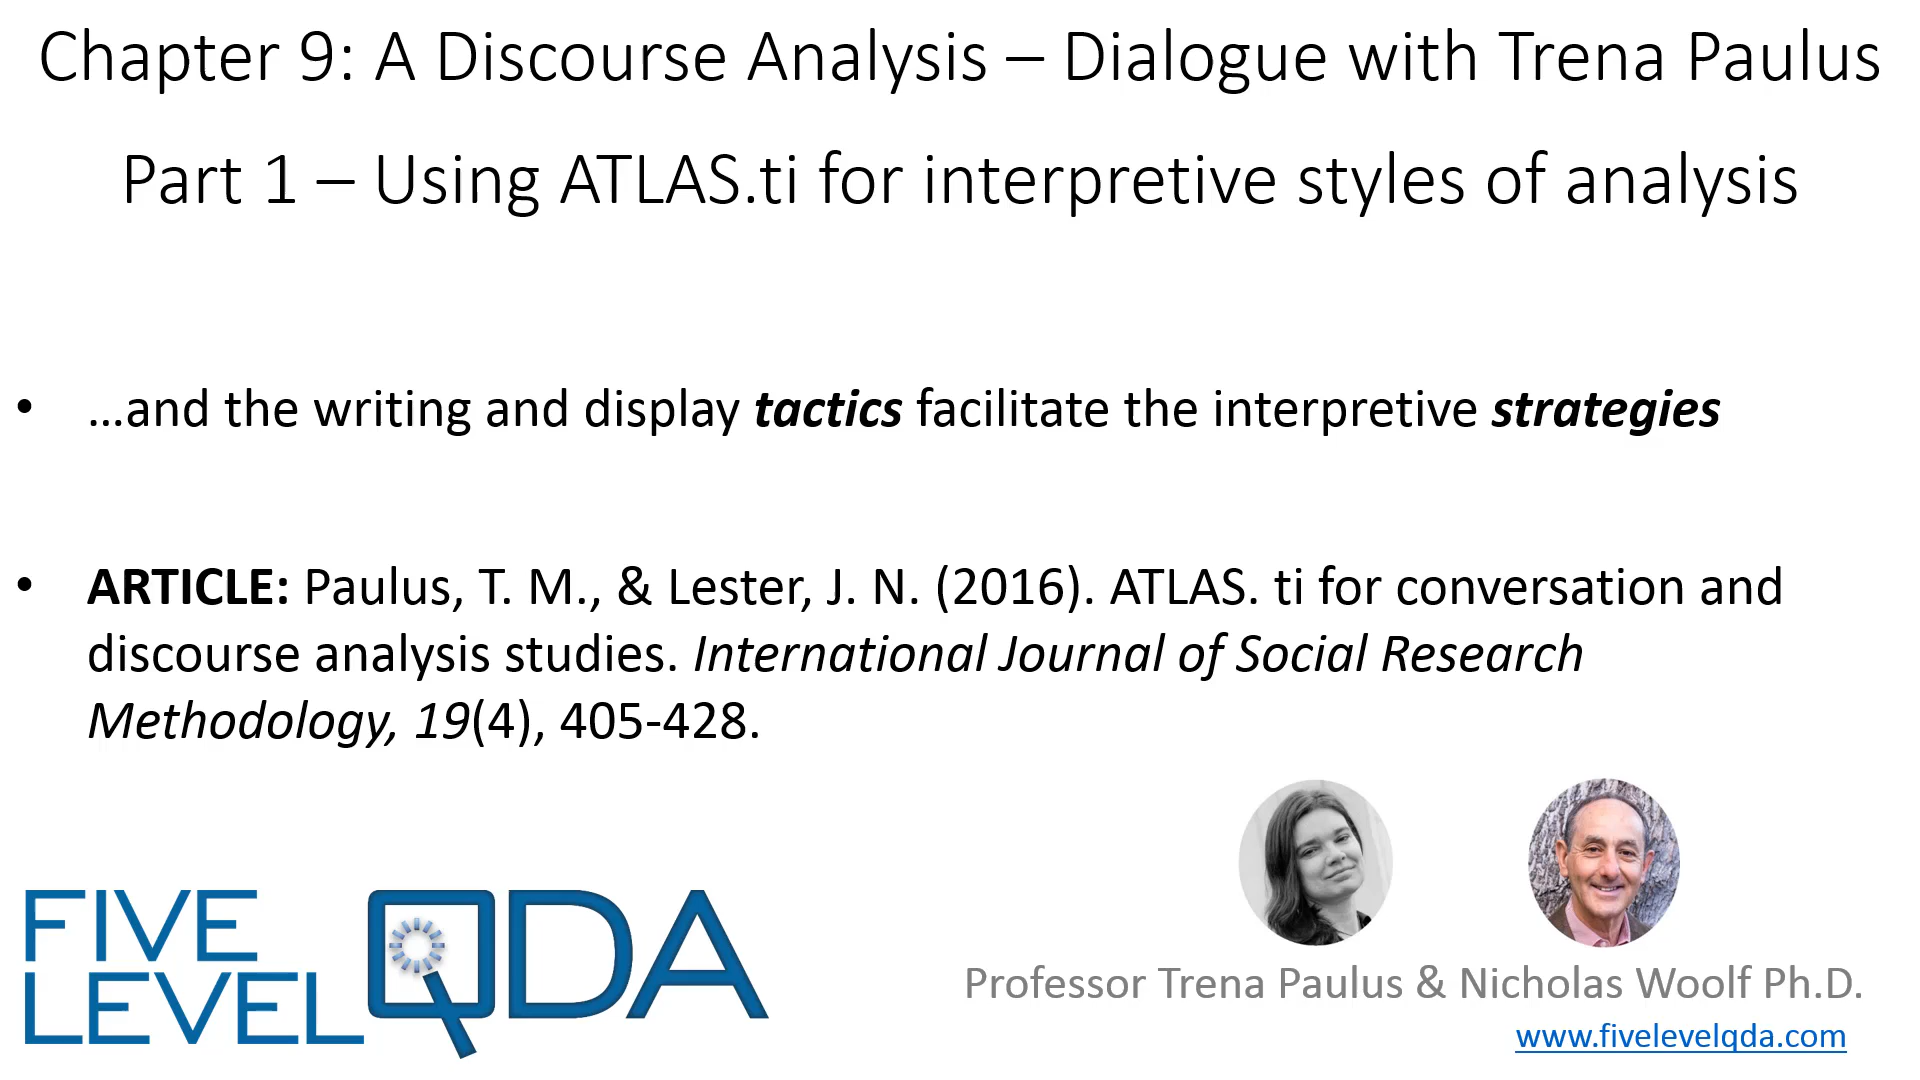 Chapter 9: A Discourse Analysis – Dialogue with Trena Paulus
Part 1 – Using ATLAS.ti for interpretive styles of analysis
• …and the writing and display tactics facilitate the interpretive strategies
• ARTICLE: Paulus, T. M., & Lester, J. N. (2016). ATLAS. ti for conversation and
discourse analysis studies. International Journal of Social Research
Methodology, 19(4), 405-428.
FIVE
LEVEL
QDA
Professor Trena Paulus & Nicholas Woolf Ph.D.
www.fivelevelqda.com